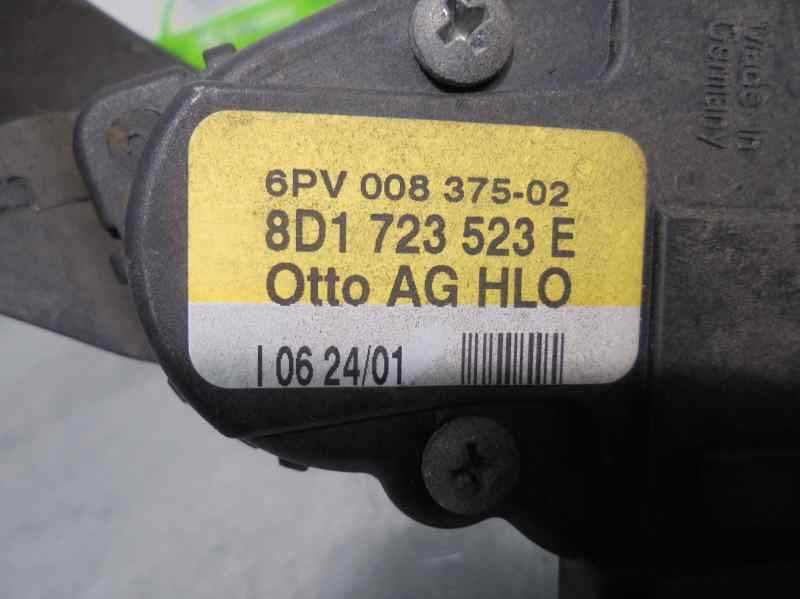 Made in
Germany
6PV 008 375-02
8D1 723 523 E
Otto AG HLO
I 06 24/01